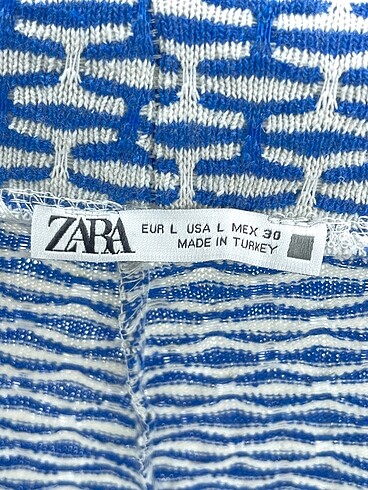 ZARA
EUR L USA L MEX 30
MADE IN TURKEY